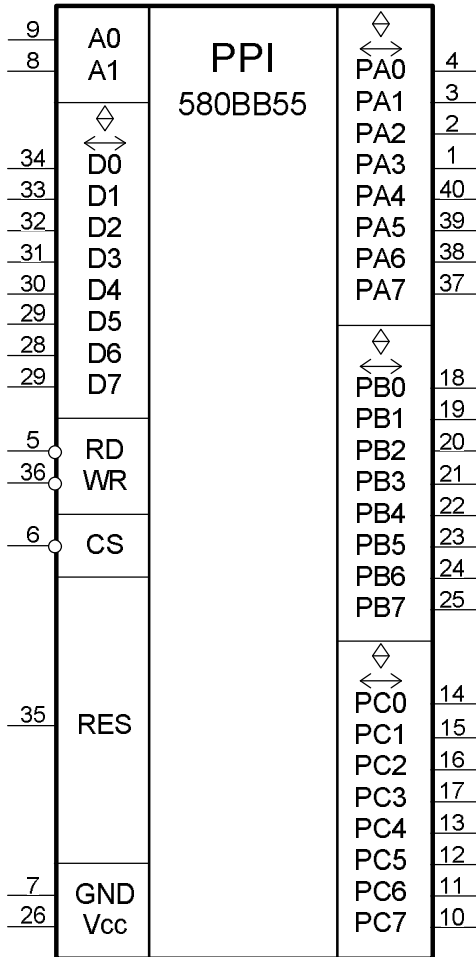 PPI
580BB55
9 A0
8 A1
34 D0
33 D1
32 D2
31 D3
30 D4
29 D5
28 D6
29 D7
5 RD
36 WR
6 CS
35 RES
7 GND
26 Vcc
PA0 4
PA1 3
PA2 2
PA3 1
PA4 40
PA5 39
PA6 38
PA7 37
PB0 18
PB1 19
PB2 20
PB3 21
PB4 22
PB5 23
PB6 24
PB7 25
PC0 14
PC1 15
PC2 16
PC3 17
PC4 13
PC5 12
PC6 11
PC7 10